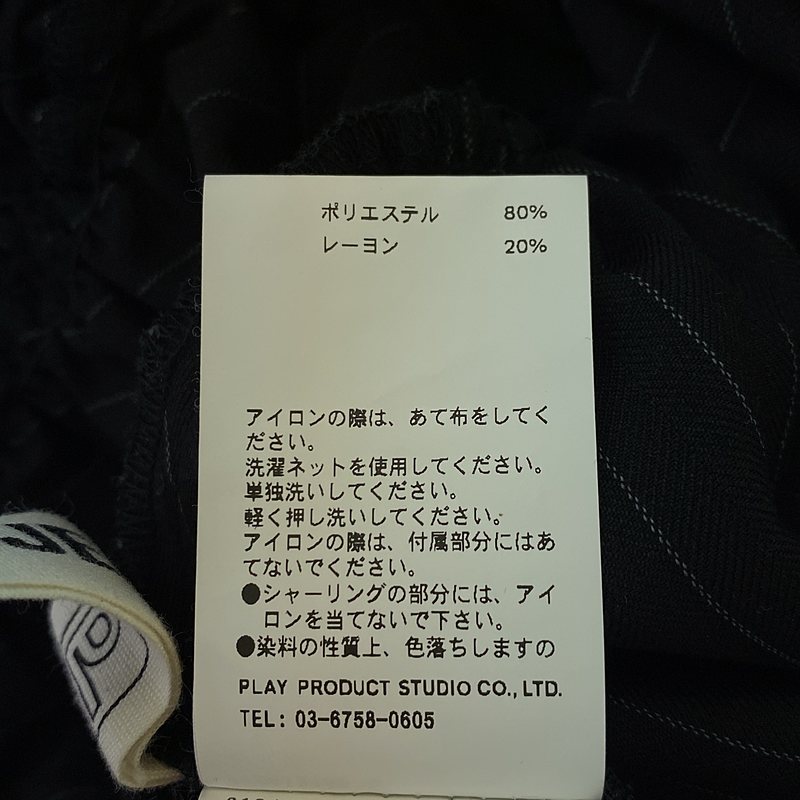 ポリエステル 80%
レーヨン 20%
アイロンの際は、あて布をしてく
ださい。
洗濯ネットを使用してください。
単独洗いしてください。
軽く押し洗いしてください。
アイロンの際は、付属部分にはあ
てないでください。
●シャーリングの部分には、アイ
ロンを当てないで下さい。
●染料の性質上、色落ちしますの
PLAY PRODUCT STUDIO CO., LTD.
TEL: 03-6758-0605